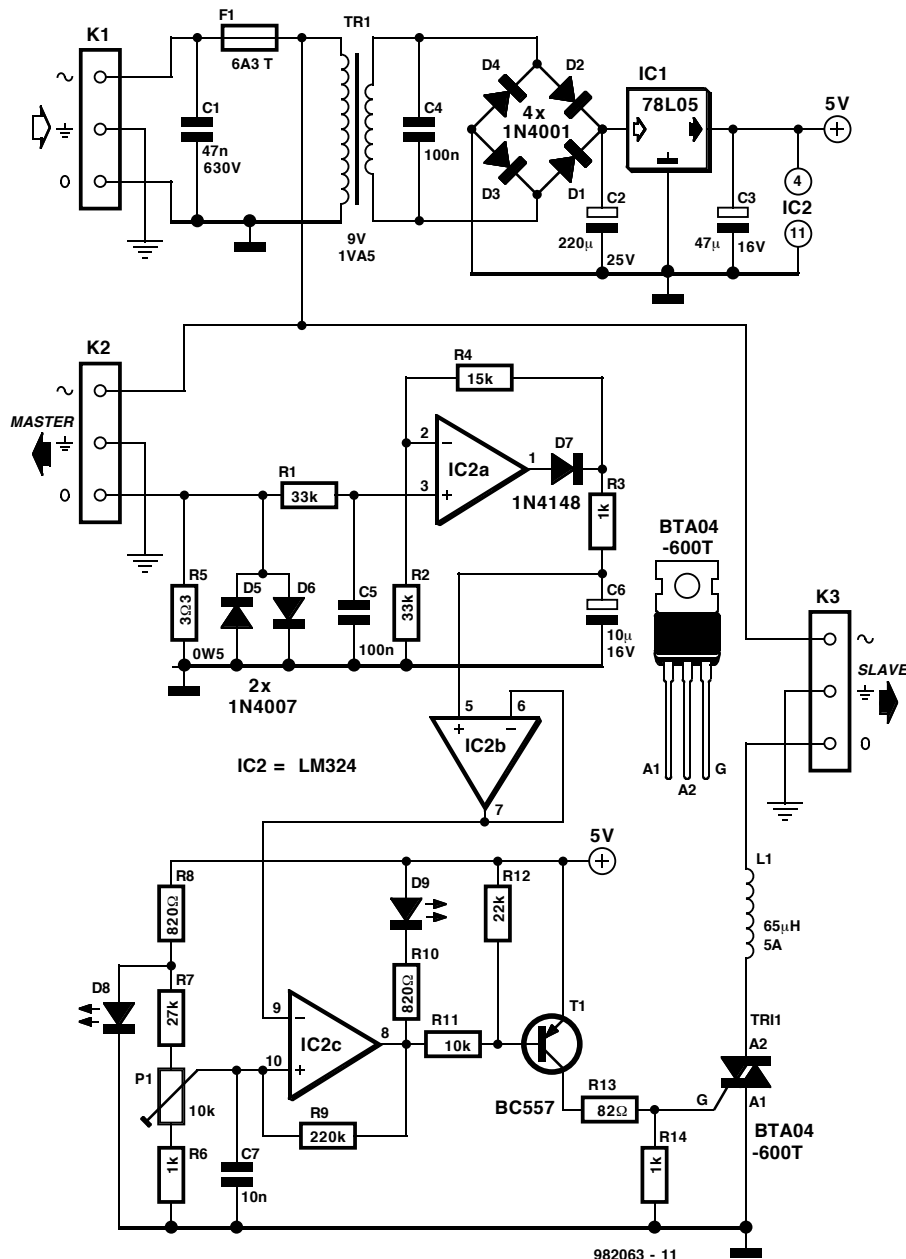 K1
F1
6A3 T
TR1
C1
47n
630V
0
9V
1VA5
C4
100n
D4
D2
4x
1N4001
D3
D1
IC1
78L05
5V
+
C2
220µ
25V
C3
47µ
16V
4
IC2
11
K2
MASTER
0
R4
15k
2
−
IC2a
1
3
+
D7
1N4148
R1
33k
R3
1k
R5
3Ω3
0W5
D5
D6
2x
1N4007
C5
100n
R2
33k
C6
10µ
16V
BTA04
-600T
A1
A2
G
K3
SLAVE
0
5
6
+
−
IC2b
7
IC2 = LM324
5V
+
R8
820Ω
D9
R12
22k
D8
R7
27k
R10
820Ω
9
−
IC2c
8
10
+
R11
10k
T1
BC557
P1
10k
R9
220k
R6
1k
C7
10n
R13
82Ω
R14
1k
L1
65µH
5A
TRI1
A2
G
A1
BTA04
-600T
982063 - 11